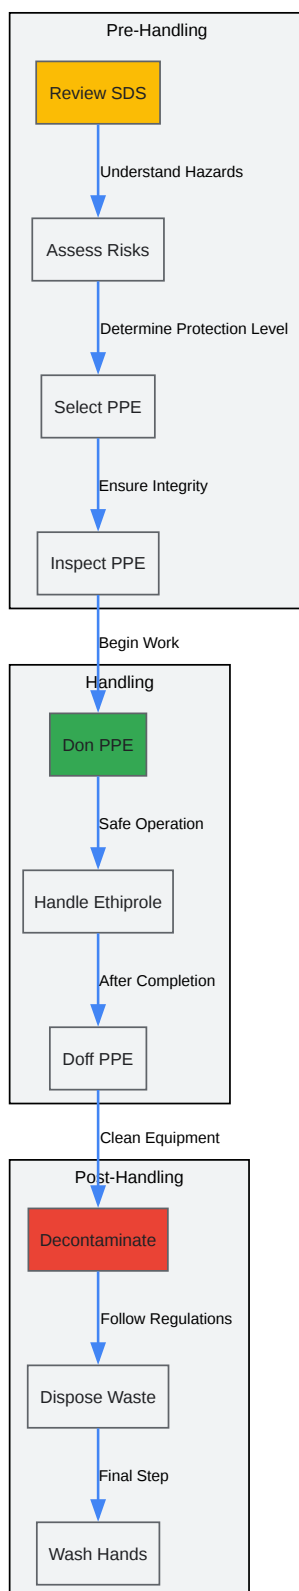 Pre-Handling
Review SDS
Understand Hazards
Assess Risks
Determine Protection Level
Select PPE
Ensure Integrity
Inspect PPE
Begin Work
Handling
Don PPE
Safe Operation
Handle Ethiprole
After Completion
Doff PPE
Clean Equipment
Post-Handling
Decontaminate
Follow Regulations
Dispose Waste
Final Step
Wash Hands